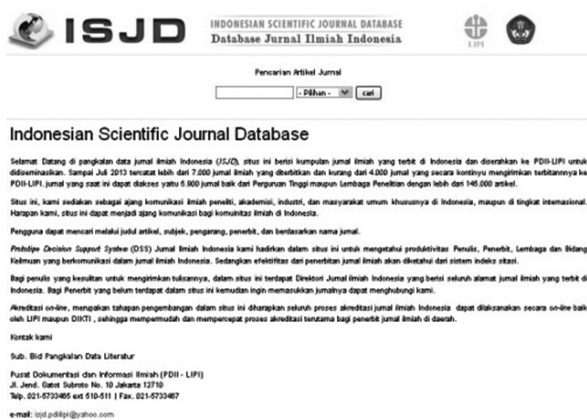 ISJD
INDONESIAN SCIENTIFIC JOURNAL DATABASE
Database Jurnal Ilmiah Indonesia
LIPI
Pencarian Artikel Jurnal
- Pilihan - cari
Indonesian Scientific Journal Database
Selamat Datang di pangkalan data jurnal ilmiah Indonesia (ISJD), situs ini berisi kumpulan jurnal ilmiah yang terbit di Indonesia dan diserahkan ke PDII-LIPI untuk
didiseminasikan. Sampai Juli 2013 tercatat lebih dari 7.000 jurnal ilmiah yang diterbitkan dan kurang dari 4.000 jurnal yang secara kontinyu mengirimkan terbitannnya ke
PDII-LIPI. jurnal yang saat ini dapat diakses yaitu 5.900 jurnal baik dari Perguruan Tinggi maupun Lembaga Penelitian dengan lebih dari 146.000 artikel.
Situs ini, kami sediakan sebagai ajang komunikasi ilmiah peneliti, akademisi, industri, dan masyarakat umum khususnya di Indonesia, maupun di tingkat internasional.
Harapan kami, situs ini dapat menjadi ajang komunikasi bagi komuinitas ilmiah di Indonesia.
Pengguna dapat mencari melalui judul artikel, subjek, pengarang, penerbit, dan berdasarkan nama jurnal.
Prototipe Decision Support System (DSS) Jurnal Ilmiah Indonesia kami hadirkan dalam situs ini untuk mengetahui produktivitas Penulis, Penerbit, Lembaga dan Bidang
Keilmuan yang berkomunikasi dalam jurnal ilmiah Indonesia. Sedangkan efektifitas dari penerbitan jurnal ilmiah akan diketahui dari sistem indeks sitasi.
Bagi penulis yang kesulitan untuk mengirimkan tulisannya, dalam situs ini terdapat Direktori Jurnal ilmiah Indonesia yang berisi seluruh alamat jurnal ilmiah yang terbit di
Indonesia. Bagi Penerbit yang belum terdapat dalam situs ini kemudian ingin memasukkan jurnalnya dapat menghubungi kami.
Akreditasi on-line, merupakan tahapan pengembangan dalam situs ini diharapkan seluruh proses akreditasi jurnal ilmiah Indonesia dapat dilaksanakan secara on-line baik
oleh LIPI maupun DIKTI , sehingga mempermudah dan mempercepat proses akreditasi terutama bagi penerbit jurnal ilmiah di daerah.
Kontak kami
Sub. Bid Pangkalan Data Literatur
Pusat Dokumentasi dan Informasi Ilmiah (PDII - LIPI)
Jl. Jend. Gatot Subroto No. 10 Jakarta 12710
Telp. 021-5733465 ext 510-511 | Fax. 021-5733467
e-mail: isjd.pdiilipi@yahoo.com